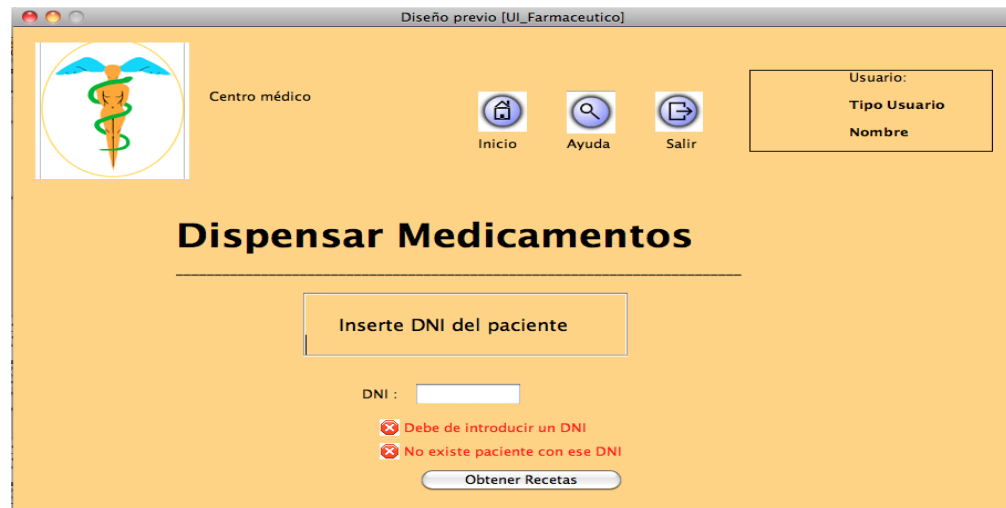 Diseño previo [UI_Farmaceutico]
Centro médico
Inicio
Ayuda
Salir
Usuario:
Tipo Usuario
Nombre
Dispensar Medicamentos
Inserte DNI del paciente
DNI :
Debe de introducir un DNI
No existe paciente con ese DNI
Obtener Recetas